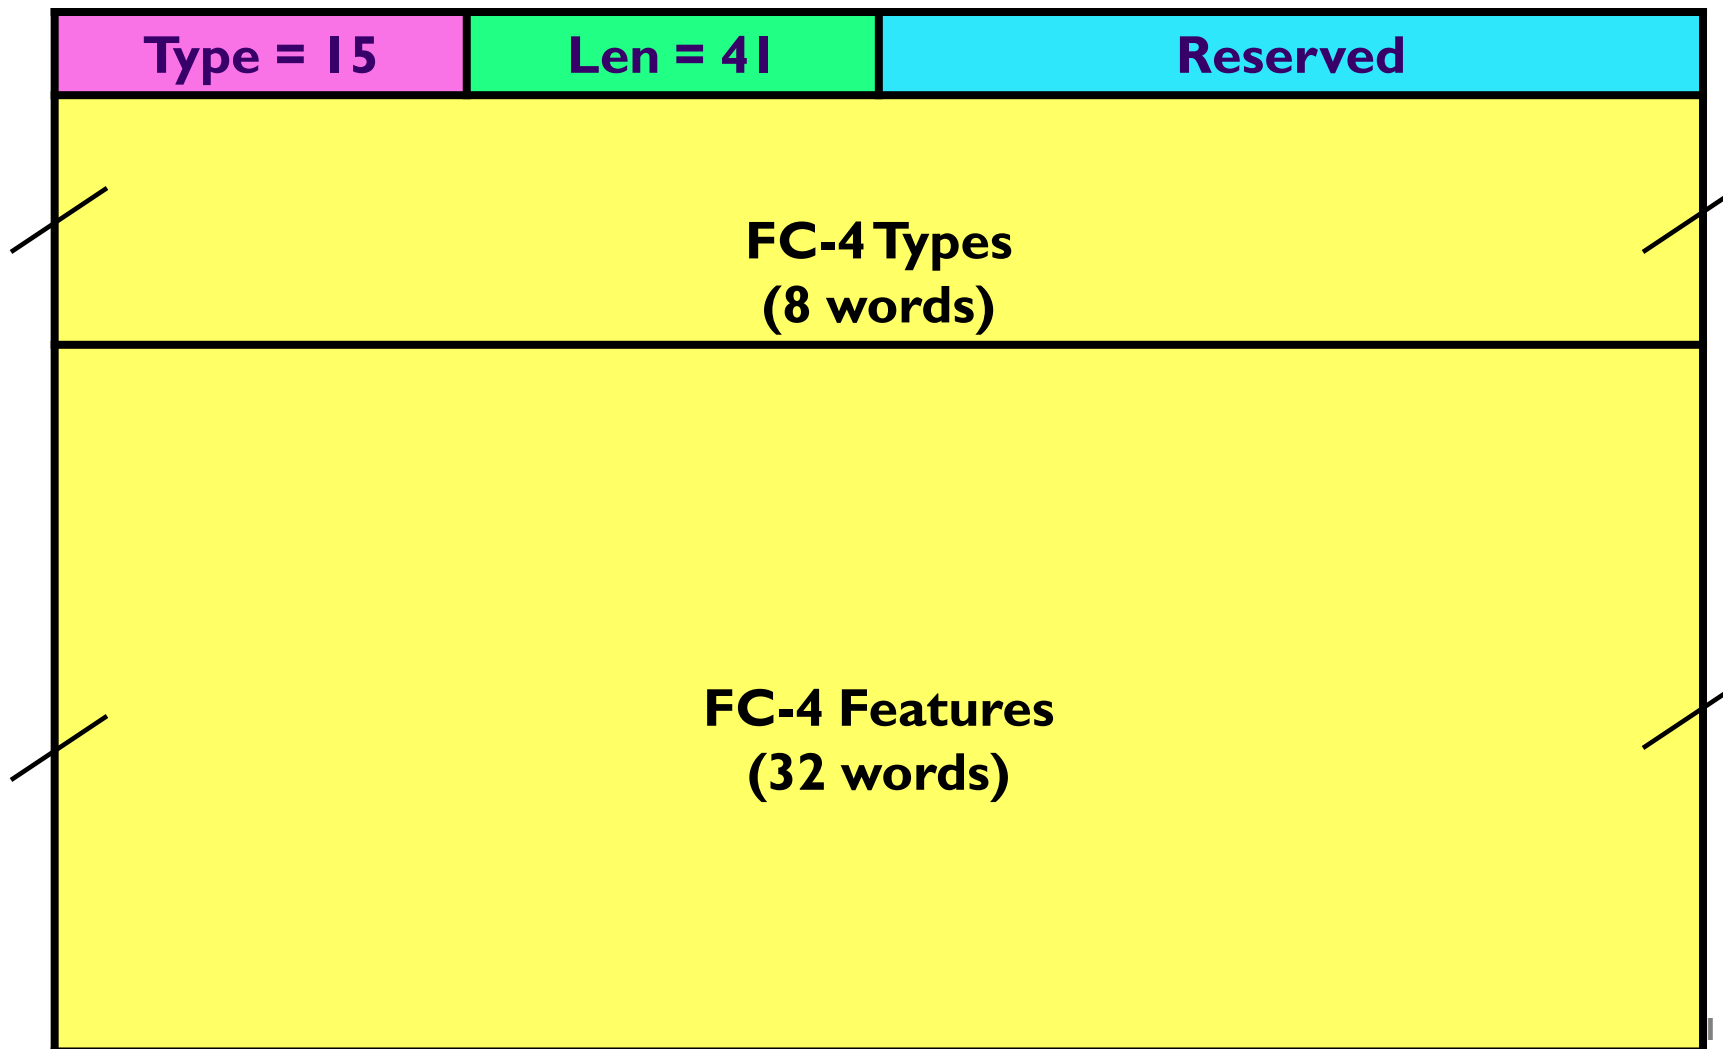 Type = 15
Len = 41
Reserved
FC-4 Types
(8 words)
FC-4 Features
(32 words)